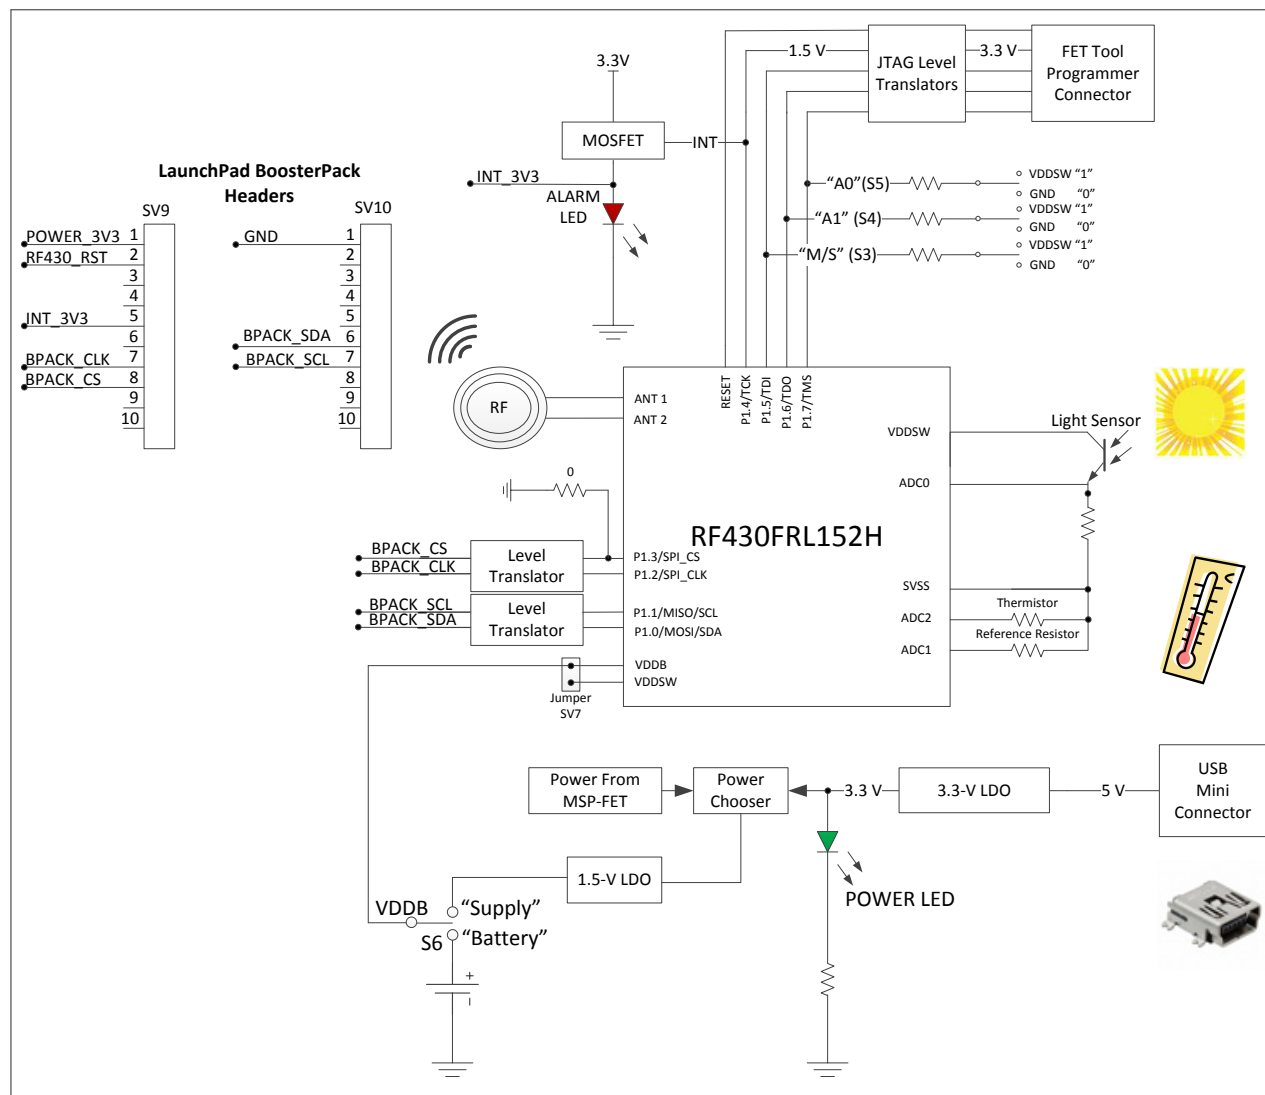 1.5 V
JTAG Level
Translators
3.3 V
FET Tool
Programmer
Connector
3.3V
MOSFET
INT
INT_3V3
ALARM
LED
"A0"(S5)
VDDSW "1"
GND "0"
"A1" (S4)
VDDSW "1"
GND "0"
"M/S" (S3)
VDDSW "1"
GND "0"
LaunchPad BoosterPack
Headers
SV9
POWER_3V3 1
RF430_RST 2
3
4
INT_3V3 5
6
BPACK_CLK 7
BPACK_CS 8
9
10
SV10
GND 1
2
3
4
5
BPACK_SDA 6
BPACK_SCL 7
8
9
10
RF
ANT 1
ANT 2
RESET
P1.4/TCK
P1.5/TDI
P1.6/TDO
P1.7/TMS
VDDSW
Light Sensor
ADC0
0
RF430FRL152H
BPACK_CS
BPACK_CLK
Level
Translator
P1.3/SPI_CS
P1.2/SPI_CLK
BPACK_SCL
BPACK_SDA
Level
Translator
P1.1/MISO/SCL
P1.0/MOSI/SDA
VDDB
VDDSW
Jumper
SV7
SVSS
ADC2
Thermistor
ADC1
Reference Resistor
Power From
MSP-FET
Power
Chooser
3.3 V
3.3-V LDO
5 V
USB
Mini
Connector
1.5-V LDO
POWER LED
VDDB
"Supply"
S6
"Battery"
+
-